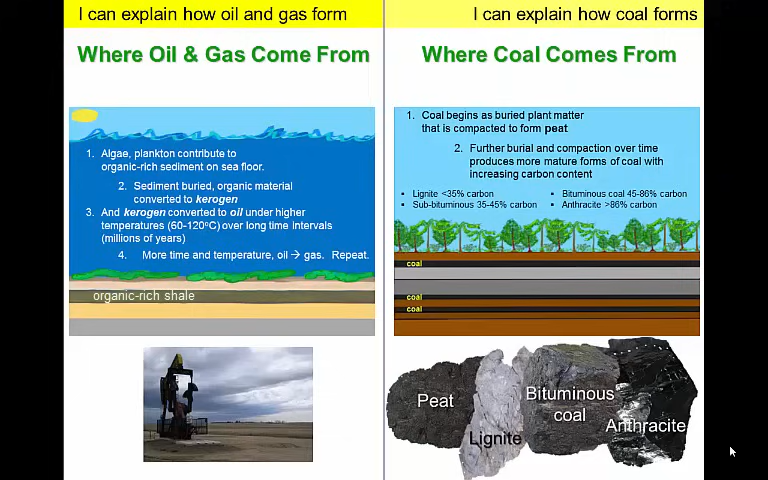 I can explain how oil and gas form
Where Oil & Gas Come From
1. Algae, plankton contribute to
organic-rich sediment on sea floor.
2. Sediment buried, organic material
converted to kerogen
3. And kerogen converted to oil under higher
temperatures (60-120°C) over long time intervals
(millions of years)
4. More time and temperature, oil → gas. Repeat.
organic-rich shale
I can explain how coal forms
Where Coal Comes From
1. Coal begins as buried plant matter
that is compacted to form peat
2. Further burial and compaction over time
produces more mature forms of coal with
increasing carbon content
• Lignite <35% carbon
• Sub-bituminous 35-45% carbon
• Bituminous coal 45-86% carbon
• Anthracite >86% carbon
coal
coal
coal
Peat
Lignite
Bituminous
coal
Anthracite